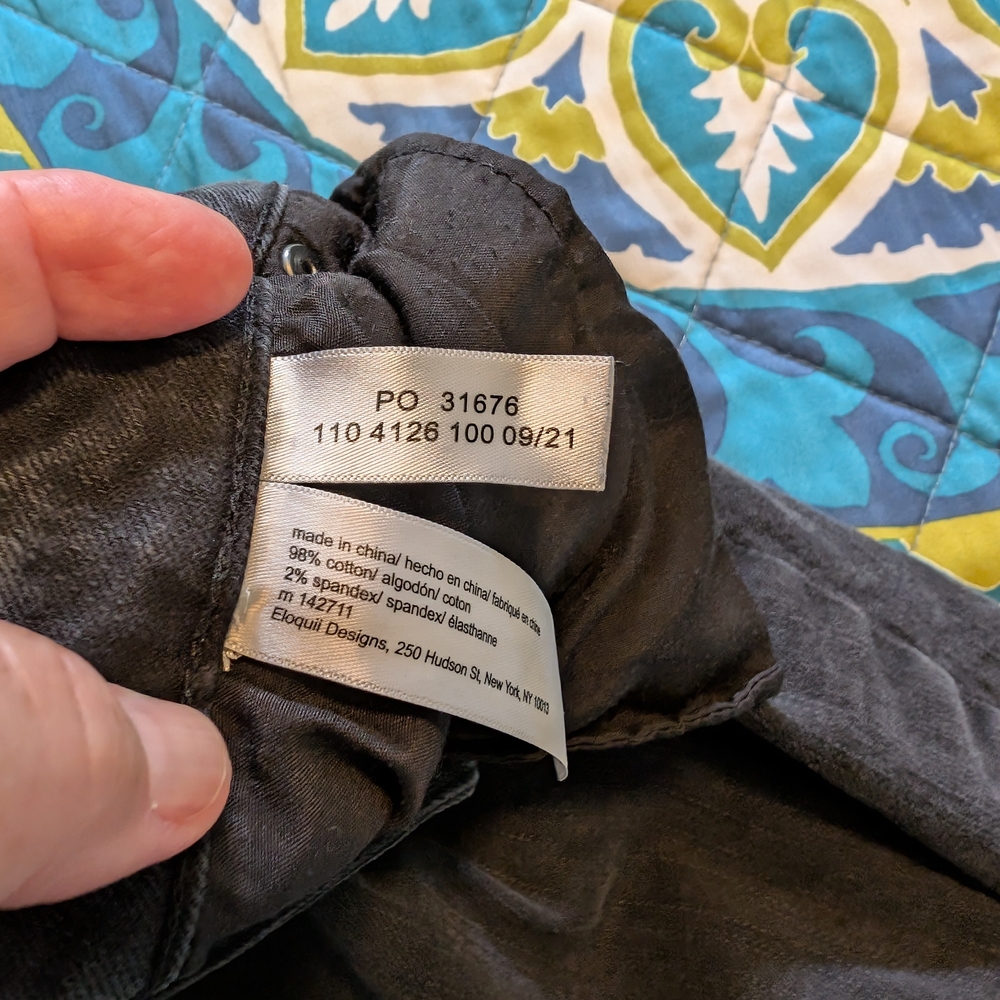 PO 31676
110 4126 100 09/21
made in china/ hecho en china/ fabriqué en chine
98% cotton/ algodón/ coton
2% spandex/ spandex/ élasthanne
m 142711
Eloquii Designs, 250 Hudson St, New York, NY 10013